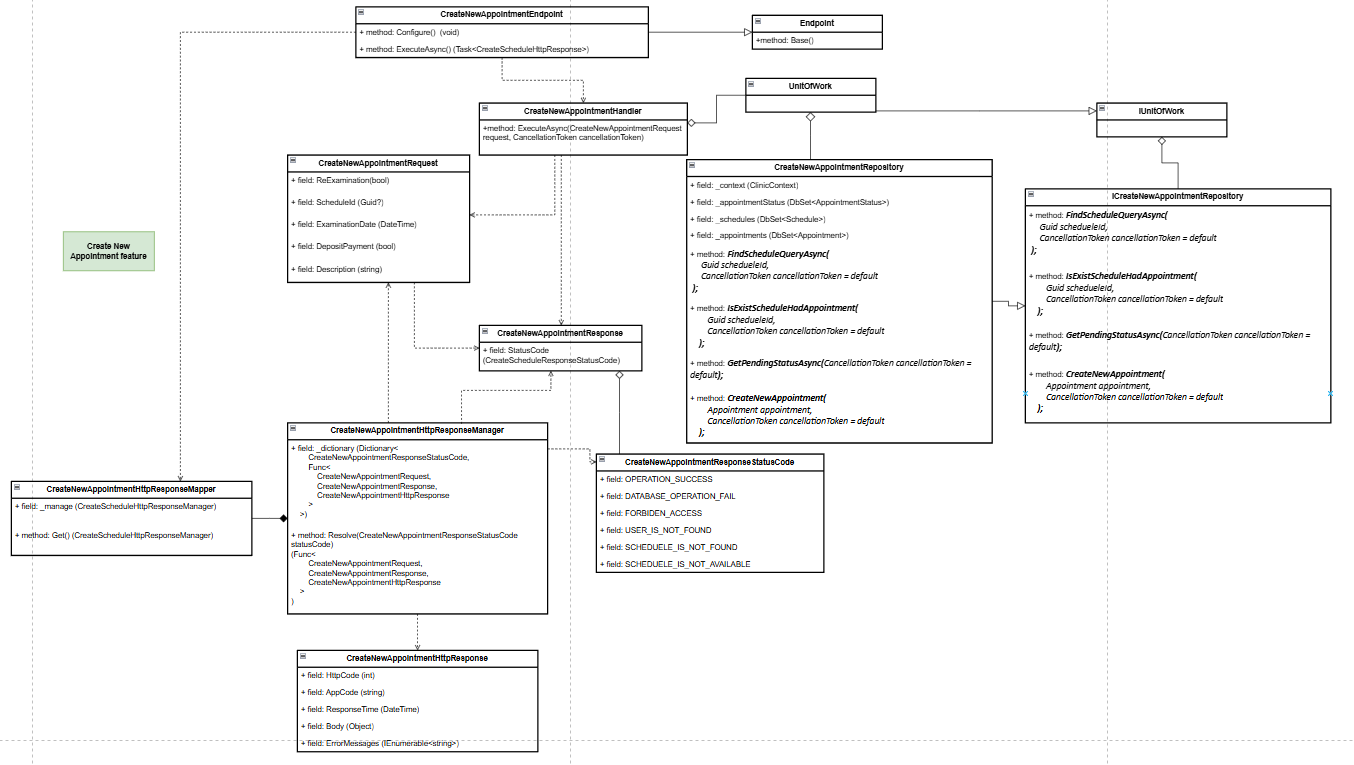 CreateNewAppointmentEndpoint
+ method: Configure() (void)
+ method: ExecuteAsync() (Task<CreateScheduleHttpResponse>)
Endpoint
+method: Base()
UnitOfWork
IUnitOfWork
CreateNewAppointmentHandler
+method: ExecuteAsync(CreateNewAppointmentRequest
request, CancellationToken cancellationToken)
CreateNewAppointmentRequest
+ field: ReExamination(bool)
+ field: ScheduleId (Guid?)
+ field: ExaminationDate (DateTime)
+ field: DepositPayment (bool)
+ field: Description (string)
CreateNewAppointmentRepository
+ field: _context (ClinicContext)
+ field: _appointmentStatus (DbSet<AppointmentStatus>)
+ field: _schedules (DbSet<Schedule>)
+ field: _appointments (DbSet<Appointment>)
+ method: FindScheduleQueryAsync(
Guid schedueleId,
CancellationToken cancellationToken = default
);
+ method: IsExistScheduleHadAppointment(
Guid schedueleId,
CancellationToken cancellationToken = default
);
+ method: GetPendingStatusAsync(CancellationToken cancellationToken =
default);
+ method: CreateNewAppointment(
Appointment appointment,
CancellationToken cancellationToken = default
);
ICreateNewAppointmentRepository
+ method: FindScheduleQueryAsync(
Guid schedueleId,
CancellationToken cancellationToken = default
);
+ method: IsExistScheduleHadAppointment(
Guid schedueleId,
CancellationToken cancellationToken = default
);
+ method: GetPendingStatusAsync(CancellationToken cancellationToken =
default);
+ method: CreateNewAppointment(
Appointment appointment,
CancellationToken cancellationToken = default
);
Create New
Appointment feature
CreateNewAppointmentResponse
+ field: StatusCode
(CreateScheduleResponseStatusCode)
CreateNewAppointmentHttpResponseManager
+ field: _dictionary (Dictionary<
CreateNewAppointmentResponseStatusCode,
Func<
CreateNewAppointmentRequest,
CreateNewAppointmentResponse,
CreateNewAppointmentHttpResponse
>
>)
+ method: Resolve(CreateNewAppointmentResponseStatusCode
statusCode)
(Func<
CreateNewAppointmentRequest,
CreateNewAppointmentResponse,
CreateNewAppointmentHttpResponse
>
)
CreateNewAppointmentResponseStatusCode
+ field: OPERATION_SUCCESS
+ field: DATABASE_OPERATION_FAIL
+ field: FORBIDEN_ACCESS
+ field: USER_IS_NOT_FOUND
+ field: SCHEDUELE_IS_NOT_FOUND
+ field: SCHEDUELE_IS_NOT_AVAILABLE
CreateNewAppointmentHttpResponseMapper
+ field: _manage (CreateScheduleHttpResponseManager)
+ method: Get() (CreateScheduleHttpResponseManager)
CreateNewAppointmentHttpResponse
+ field: HttpCode (int)
+ field: AppCode (string)
+ field: ResponseTime (DateTime)
+ field: Body (Object)
+ field: ErrorMessages (IEnumerable<string>)